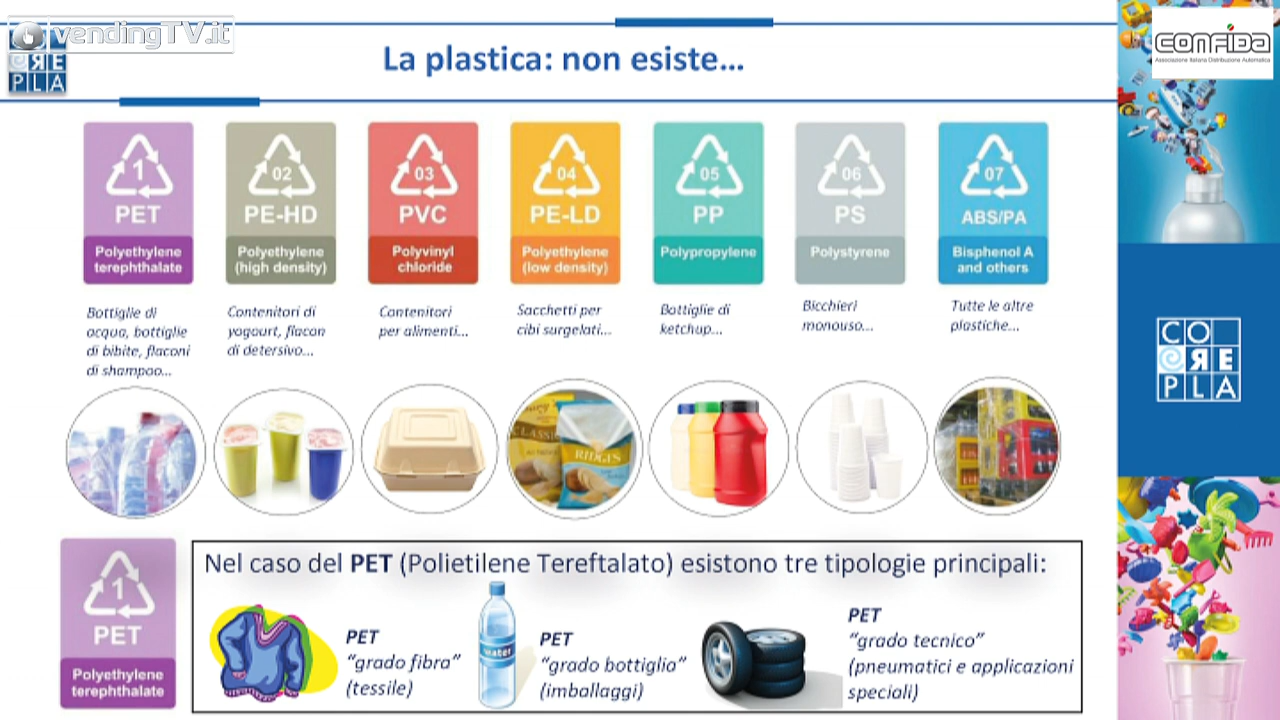 vendingTV.it
CO
RE
PLA
La plastica: non esiste...
CONFIDA
Associazione Italiana Distribuzione Automatica
1
PET
Polyethylene
terephthalate
02
PE-HD
Polyethylene
(high density)
03
PVC
Polyvinyl
chloride
04
PE-LD
Polyethylene
(low density)
05
PP
Polypropylene
06
PS
Polystyrene
07
ABS/PA
Bisphenol A
and others
Bottiglie di
acqua, bottiglie
di bibite, flaconi
di shampoo...
Contenitori di
yogourt, flacon
di detersivo...
Contenitori
per alimenti...
Sacchetti per
cibi surgelati...
Bottiglie di
ketchup...
Bicchieri
monouso...
Tutte le altre
plastiche...
CO
RE
PLA
CLASSIC
RIDGES
1
PET
Polyethylene
terephthalate
Nel caso del PET (Polietilene Tereftalato) esistono tre tipologie principali:
PET
"grado fibra"
(tessile)
water
PET
"grado bottiglia"
(imballaggi)
PET
"grado tecnico"
(pneumatici e applicazioni
speciali)